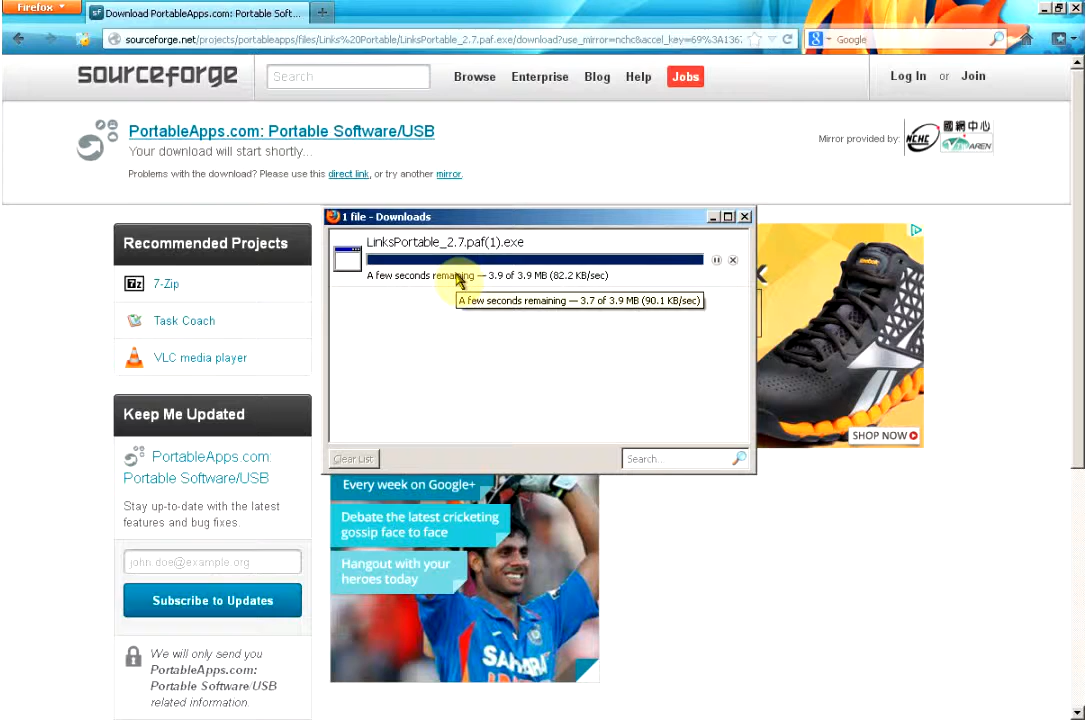 Firefox
Download PortableApps.com: Portable Soft...
sourceforge.net/projects/portableapps/files/Links%20Portable/LinksPortable_2.7.paf.exe/download?use_mirror=nchc&accel_key=69%3A136
Google
sourceforge
Search
Browse
Enterprise
Blog
Help
Jobs
Log In or Join
PortableApps.com: Portable Software/USB
Your download will start shortly...
Problems with the download? Please use this direct link, or try another mirror.
Mirror provided by:
NCHC
國網中心
TWAREN
1 file - Downloads
LinksPortable_2.7.paf(1).exe
A few seconds remaining — 3.9 of 3.9 MB (82.2 KB/sec)
A few seconds remaining — 3.7 of 3.9 MB (90.1 KB/sec)
Clear List
Search...
Recommended Projects
7-Zip
Task Coach
VLC media player
Keep Me Updated
PortableApps.com:
Portable Software/USB
Stay up-to-date with the latest
features and bug fixes.
john.doe@example.org
Subscribe to Updates
We will only send you
PortableApps.com:
Portable Software/USB
related information.
SHOP NOW
Every week on Google+
Debate the latest cricketing
gossip face to face
Hangout with your
heroes today
SAHARA